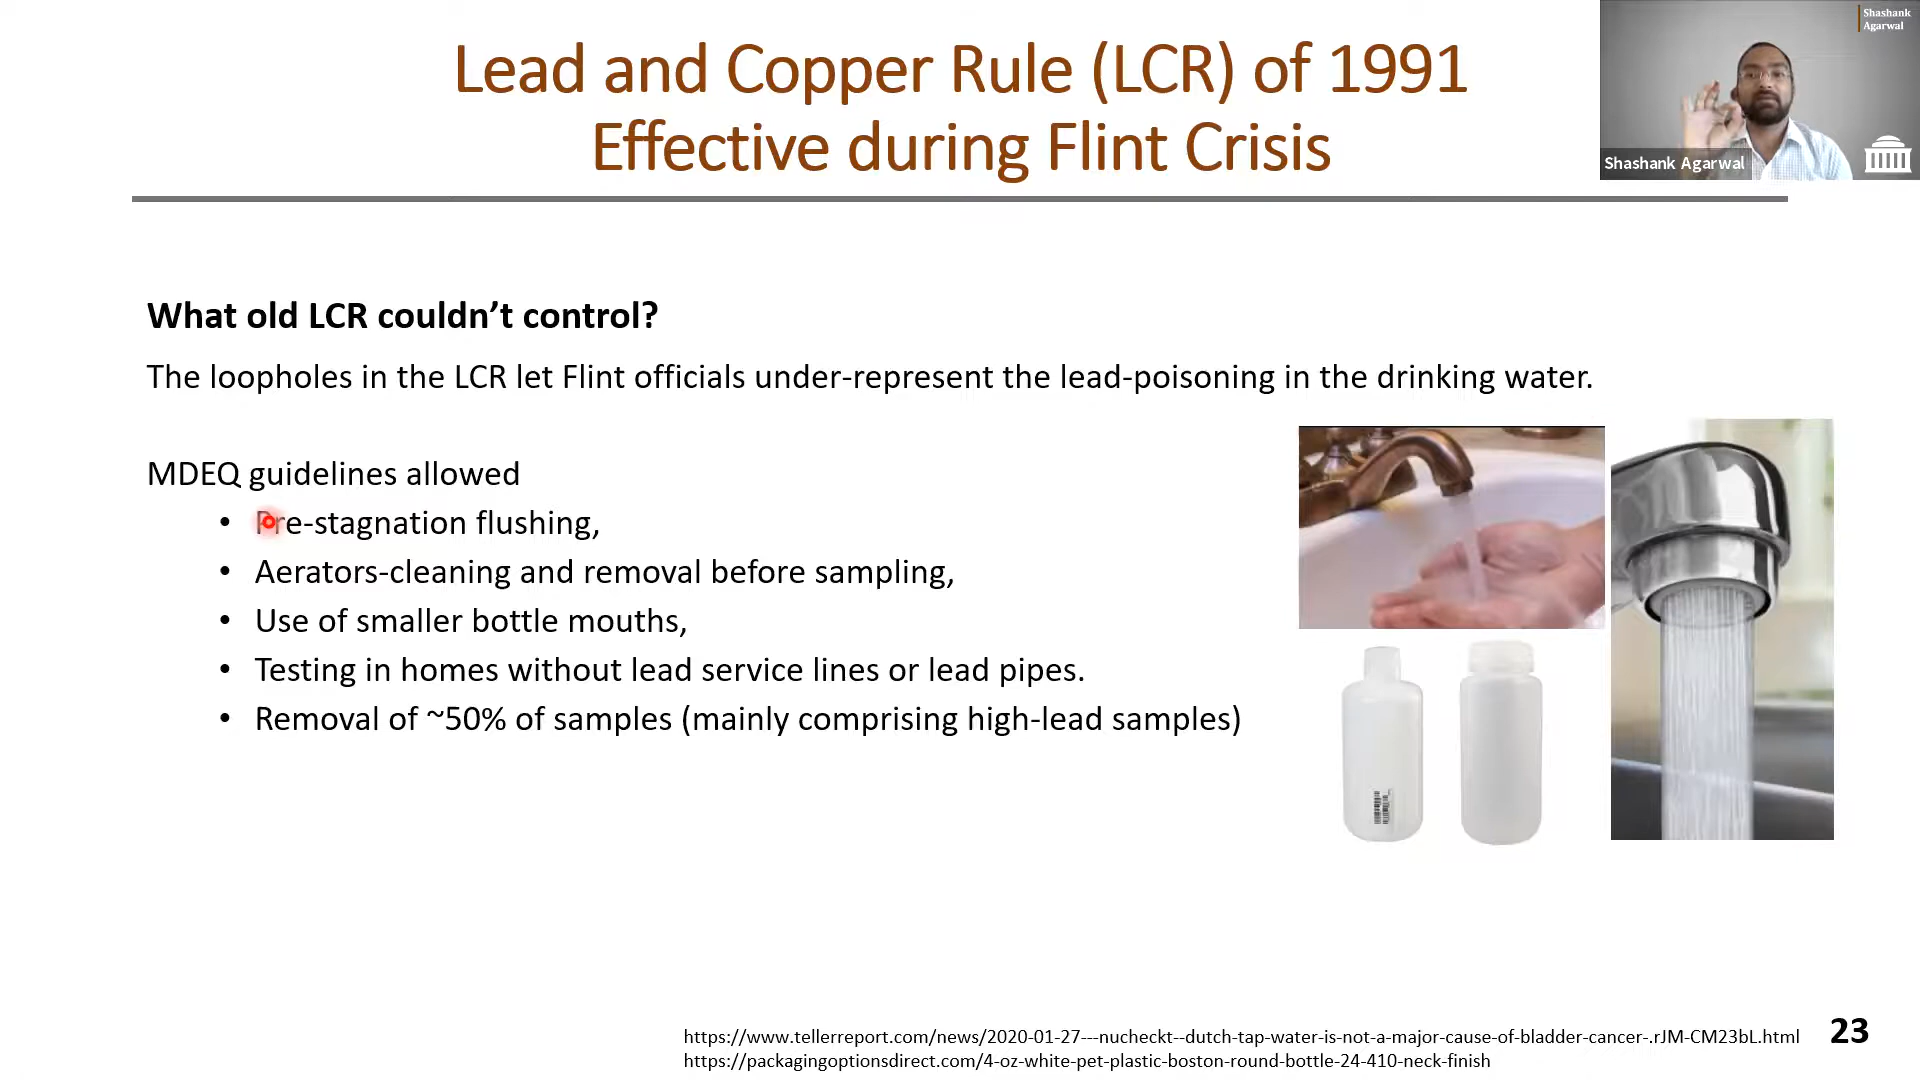 Lead and Copper Rule (LCR) of 1991
Effective during Flint Crisis
Shashank
Agarwal
Shashank Agarwal
What old LCR couldn’t control?
The loopholes in the LCR let Flint officials under-represent the lead-poisoning in the drinking water.
MDEQ guidelines allowed
• Pre-stagnation flushing,
• Aerators-cleaning and removal before sampling,
• Use of smaller bottle mouths,
• Testing in homes without lead service lines or lead pipes.
• Removal of ~50% of samples (mainly comprising high-lead samples)
https://www.tellerreport.com/news/2020-01-27---nucheckt--dutch-tap-water-is-not-a-major-cause-of-bladder-cancer-.rJM-CM23bL.html
https://packagingoptionsdirect.com/4-oz-white-pet-plastic-boston-round-bottle-24-410-neck-finish
23